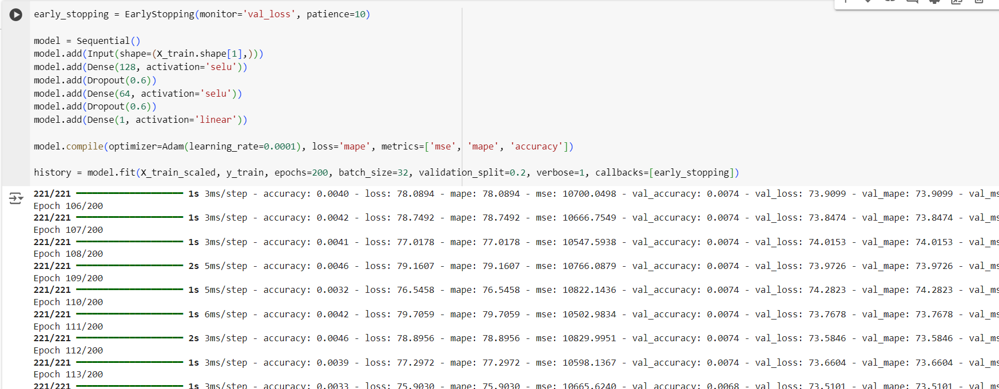 early_stopping = EarlyStopping(monitor='val_loss', patience=10)
model = Sequential()
model.add(Input(shape=(X_train.shape[1],)))
model.add(Dense(128, activation='selu'))
model.add(Dropout(0.6))
model.add(Dense(64, activation='selu'))
model.add(Dropout(0.6))
model.add(Dense(1, activation='linear'))
model.compile(optimizer=Adam(learning_rate=0.0001), loss='mape', metrics=['mse', 'mape', 'accuracy'])
history = model.fit(X_train_scaled, y_train, epochs=200, batch_size=32, validation_split=0.2, verbose=1, callbacks=[early_stopping])
221/221 1s 3ms/step - accuracy: 0.0040 - loss: 78.0894 - mape: 78.0894 - mse: 10700.0498 - val_accuracy: 0.0074 - val_loss: 73.9099 - val_mape: 73.9099 - val_ms
Epoch 106/200
221/221 1s 3ms/step - accuracy: 0.0042 - loss: 78.7492 - mape: 78.7492 - mse: 10666.7549 - val_accuracy: 0.0074 - val_loss: 73.8474 - val_mape: 73.8474 - val_ms
Epoch 107/200
221/221 1s 3ms/step - accuracy: 0.0041 - loss: 77.0178 - mape: 77.0178 - mse: 10547.5938 - val_accuracy: 0.0074 - val_loss: 74.0153 - val_mape: 74.0153 - val_ms
Epoch 108/200
221/221 2s 5ms/step - accuracy: 0.0046 - loss: 79.1607 - mape: 79.1607 - mse: 10766.0879 - val_accuracy: 0.0074 - val_loss: 73.9726 - val_mape: 73.9726 - val_ms
Epoch 109/200
221/221 1s 5ms/step - accuracy: 0.0032 - loss: 76.5458 - mape: 76.5458 - mse: 10822.1436 - val_accuracy: 0.0074 - val_loss: 74.2823 - val_mape: 74.2823 - val_ms
Epoch 110/200
221/221 1s 6ms/step - accuracy: 0.0042 - loss: 79.7059 - mape: 79.7059 - mse: 10502.9834 - val_accuracy: 0.0074 - val_loss: 73.7678 - val_mape: 73.7678 - val_ms
Epoch 111/200
221/221 2s 3ms/step - accuracy: 0.0046 - loss: 78.8956 - mape: 78.8956 - mse: 10829.9951 - val_accuracy: 0.0074 - val_loss: 73.5846 - val_mape: 73.5846 - val_ms
Epoch 112/200
221/221 1s 3ms/step - accuracy: 0.0039 - loss: 77.2972 - mape: 77.2972 - mse: 10598.1367 - val_accuracy: 0.0074 - val_loss: 73.6604 - val_mape: 73.6604 - val_ms
Epoch 113/200
221/221 1s 3ms/step - accuracy: 0.0033 - loss: 75.9030 - mape: 75.9030 - mse: 10665.6240 - val_accuracy: 0.0068 - val_loss: 73.5101 - val_mape: 73.5101 - val_ms